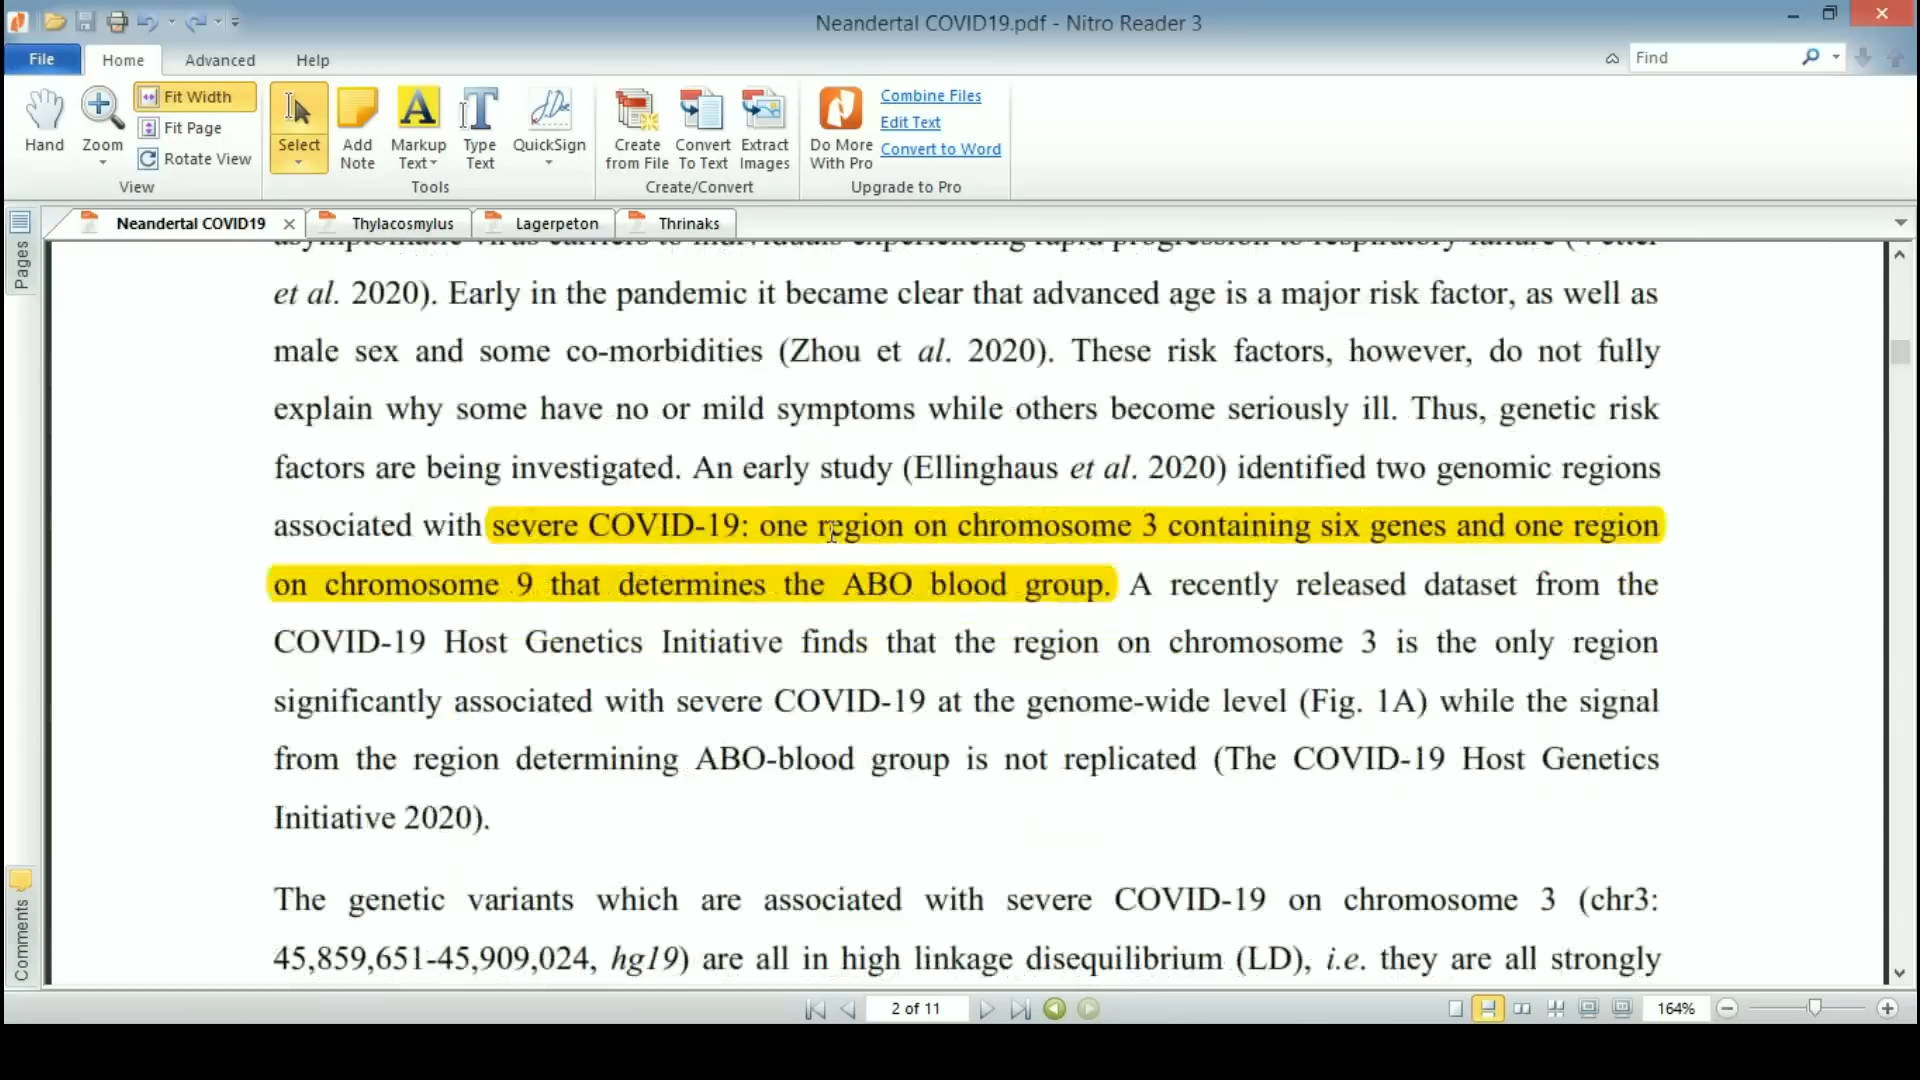 Neandertal COVID19.pdf - Nitro Reader 3
File Home Advanced Help Find
Hand
Zoom
Fit Width
Fit Page
Rotate View
View
Select
Add Note
Markup Text
Type Text
QuickSign
Tools
Create from File
Convert To Text
Extract Images
Create/Convert
Do More With Pro
Combine Files
Edit Text
Convert to Word
Upgrade to Pro
Neandertal COVID19 Thylacosmylus Lagerpeton Thrinaks
Pages
et al. 2020). Early in the pandemic it became clear that advanced age is a major risk factor, as well as
male sex and some co-morbidities (Zhou et al. 2020). These risk factors, however, do not fully
explain why some have no or mild symptoms while others become seriously ill. Thus, genetic risk
factors are being investigated. An early study (Ellinghaus et al. 2020) identified two genomic regions
associated with severe COVID-19: one region on chromosome 3 containing six genes and one region
on chromosome 9 that determines the ABO blood group. A recently released dataset from the
COVID-19 Host Genetics Initiative finds that the region on chromosome 3 is the only region
significantly associated with severe COVID-19 at the genome-wide level (Fig. 1A) while the signal
from the region determining ABO-blood group is not replicated (The COVID-19 Host Genetics
Initiative 2020).
The genetic variants which are associated with severe COVID-19 on chromosome 3 (chr3:
45,859,651-45,909,024, hg19) are all in high linkage disequilibrium (LD), i.e. they are all strongly
Comments
2 of 11
164%